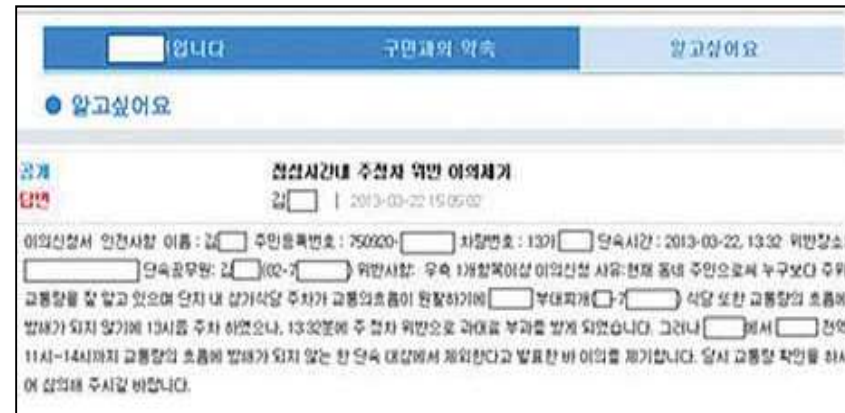 입니다 구민과의 약속 알고싶어요
알고싶어요
공개 점심시간내 주정차 위반 이의제기
답변 김 | 2013-03-22 15:05:02
이의신청서 인전사항 이름 : 김 주민등록번호 : 750920- 차량번호 : 13가 단속시간 : 2013-03-22, 13:32 위반장소:
단속공무원: 김 (02-7 ) 위반사항: 우측 1개항목이상 이의신청 사유:현재 동네 주민으로써 누구보다 주위
교통량을 잘 알고 있으며 단지 내 상가식당 주차가 교통의흐름이 원활하기에 부대찌개( -7 ) 식당 또한 교통량의 흐름에
방해가 되지 않기에 13시쯤 주차 하였으나, 13:32분에 주 정차 위반으로 과태료 부과를 받게 되었습니다. 그러나 에서 전역
11시~14시까지 교통량의 흐름에 방해가 되지 않는 한 단속 대상에서 제외한다고 발표한 바 이의를 제기합니다. 당시 교통량 확인을 하시
어 심의해 주시길 바랍니다.